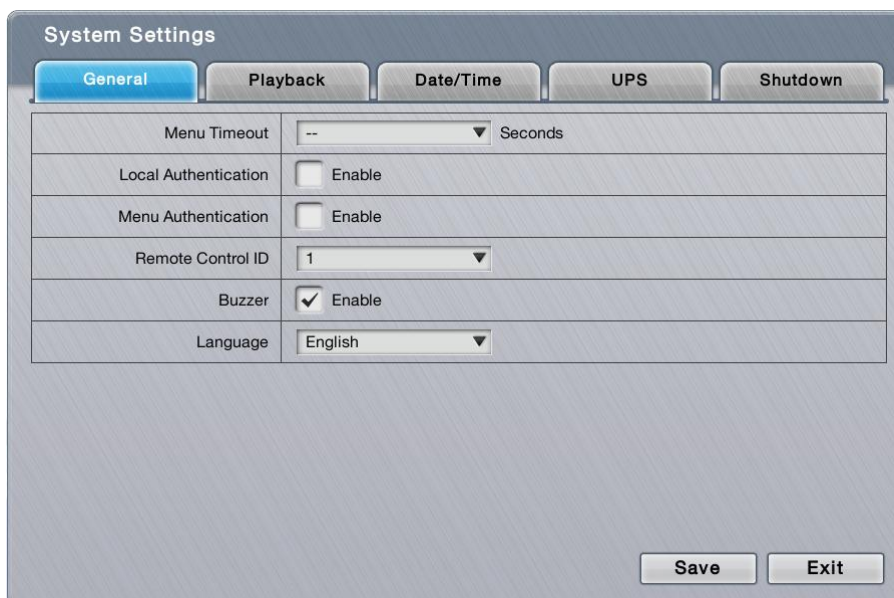 System Settings
General Playback Date/Time UPS Shutdown
Menu Timeout -- Seconds
Local Authentication Enable
Menu Authentication Enable
Remote Control ID 1
Buzzer Enable
Language English
Save Exit